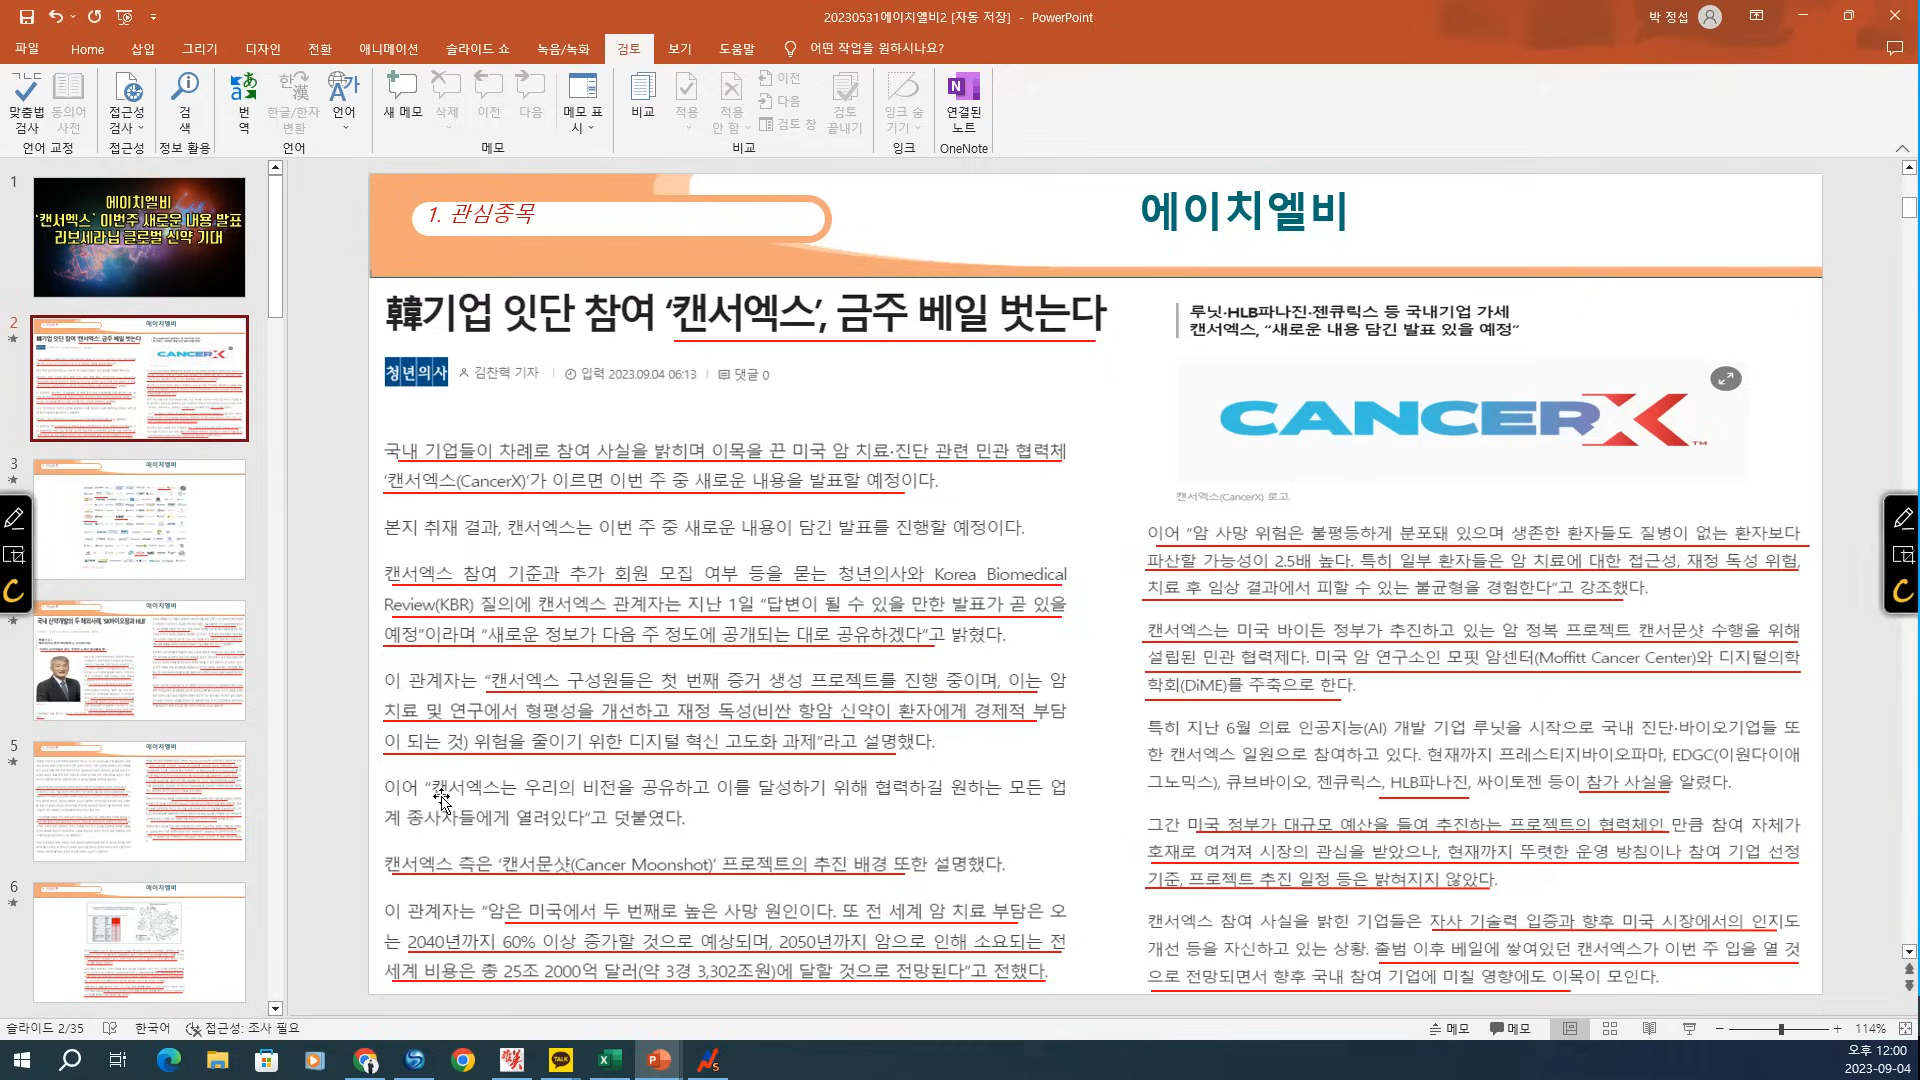 20230531에이치엘비2 [자동 저장] - PowerPoint
박 정섭
파일 Home 삽입 그리기 디자인 전환 애니메이션 슬라이드 쇼 녹음/녹화 검토 보기 도움말 어떤 작업을 원하시나요?
맞춤법 검사
동의어 사전
접근성 검사
검색
번역
한글/한자 변환
언어
새 메모
삭제
이전
다음
메모 표시
비교
적용
적용 안 함
이전
다음
검토 창
검토 끝내기
잉크 숨기기
연결된 노트
언어 교정
접근성
정보 활용
언어
메모
비교
잉크
OneNote
1
에이치엘비
'캔서엑스' 이번주 새로운 내용 발표
리보세라닙 글로벌 신약 기대
2
에이치엘비
韓기업 잇단 참여 '캔서엑스', 금주 베일 벗는다
CANCERX
3
에이치엘비
국내 신약개발의 두 해외사례, 'SK바이오팜과 HLB'
5
에이치엘비
6
에이치엘비
1. 관심종목
에이치엘비
韓기업 잇단 참여 '캔서엑스', 금주 베일 벗는다
청년의사 김찬혁 기자 입력 2023.09.04 06:13 댓글 0
국내 기업들이 차례로 참여 사실을 밝히며 이목을 끈 미국 암 치료·진단 관련 민관 협력체
'캔서엑스(CancerX)'가 이르면 이번 주 중 새로운 내용을 발표할 예정이다.
본지 취재 결과, 캔서엑스는 이번 주 중 새로운 내용이 담긴 발표를 진행할 예정이다.
캔서엑스 참여 기준과 추가 회원 모집 여부 등을 묻는 청년의사와 Korea Biomedical
Review(KBR) 질의에 캔서엑스 관계자는 지난 1일 "답변이 될 수 있을 만한 발표가 곧 있을
예정"이라며 "새로운 정보가 다음 주 정도에 공개되는 대로 공유하겠다"고 밝혔다.
이 관계자는 "캔서엑스 구성원들은 첫 번째 증거 생성 프로젝트를 진행 중이며, 이는 암
치료 및 연구에서 형평성을 개선하고 재정 독성(비싼 항암 신약이 환자에게 경제적 부담
이 되는 것) 위험을 줄이기 위한 디지털 혁신 고도화 과제"라고 설명했다.
이어 "캔서엑스는 우리의 비전을 공유하고 이를 달성하기 위해 협력하길 원하는 모든 업
계 종사자들에게 열려있다"고 덧붙였다.
캔서엑스 측은 '캔서문샷(Cancer Moonshot)' 프로젝트의 추진 배경 또한 설명했다.
이 관계자는 "암은 미국에서 두 번째로 높은 사망 원인이다. 또 전 세계 암 치료 부담은 오
는 2040년까지 60% 이상 증가할 것으로 예상되며, 2050년까지 암으로 인해 소요되는 전
세계 비용은 총 25조 2000억 달러(약 3경 3,302조원)에 달할 것으로 전망된다"고 전했다.
루닛·HLB파나진·젠큐릭스 등 국내기업 가세
캔서엑스, "새로운 내용 담긴 발표 있을 예정"
CANCERX™
캔서엑스(CancerX) 로고.
이어 "암 사망 위험은 불평등하게 분포돼 있으며 생존한 환자들도 질병이 없는 환자보다
파산할 가능성이 2.5배 높다. 특히 일부 환자들은 암 치료에 대한 접근성, 재정 독성 위험,
치료 후 임상 결과에서 피할 수 있는 불균형을 경험한다"고 강조했다.
캔서엑스는 미국 바이든 정부가 추진하고 있는 암 정복 프로젝트 캔서문샷 수행을 위해
설립된 민관 협력제다. 미국 암 연구소인 모핏 암센터(Moffitt Cancer Center)와 디지털의학
학회(DiME)를 주축으로 한다.
특히 지난 6월 의료 인공지능(AI) 개발 기업 루닛을 시작으로 국내 진단·바이오기업들 또
한 캔서엑스 일원으로 참여하고 있다. 현재까지 프레스티지바이오파마, EDGC(이원다이애
그노믹스), 큐브바이오, 젠큐릭스, HLB파나진, 싸이토젠 등이 참가 사실을 알렸다.
그간 미국 정부가 대규모 예산을 들여 추진하는 프로젝트의 협력체인 만큼 참여 자체가
호재로 여겨져 시장의 관심을 받았으나, 현재까지 뚜렷한 운영 방침이나 참여 기업 선정
기준, 프로젝트 추진 일정 등은 밝혀지지 않았다.
캔서엑스 참여 사실을 밝힌 기업들은 자사 기술력 입증과 향후 미국 시장에서의 인지도
개선 등을 자신하고 있는 상황. 출범 이후 베일에 쌓여있던 캔서엑스가 이번 주 입을 열 것
으로 전망되면서 향후 국내 참여 기업에 미칠 영향에도 이목이 모인다.
슬라이드 2/35 한국어 접근성: 조사 필요
메모 메모 114%
오후 12:00
2023-09-04